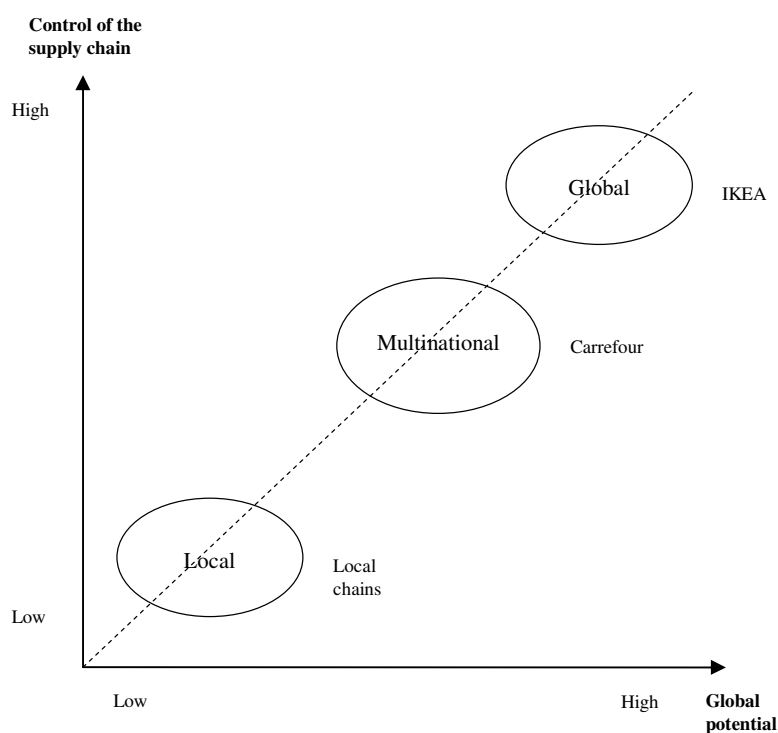 Control of the
supply chain
High
Global
IKEA
Multinational
Carrefour
Local
Local
chains
Low
Low
High
Global
potential